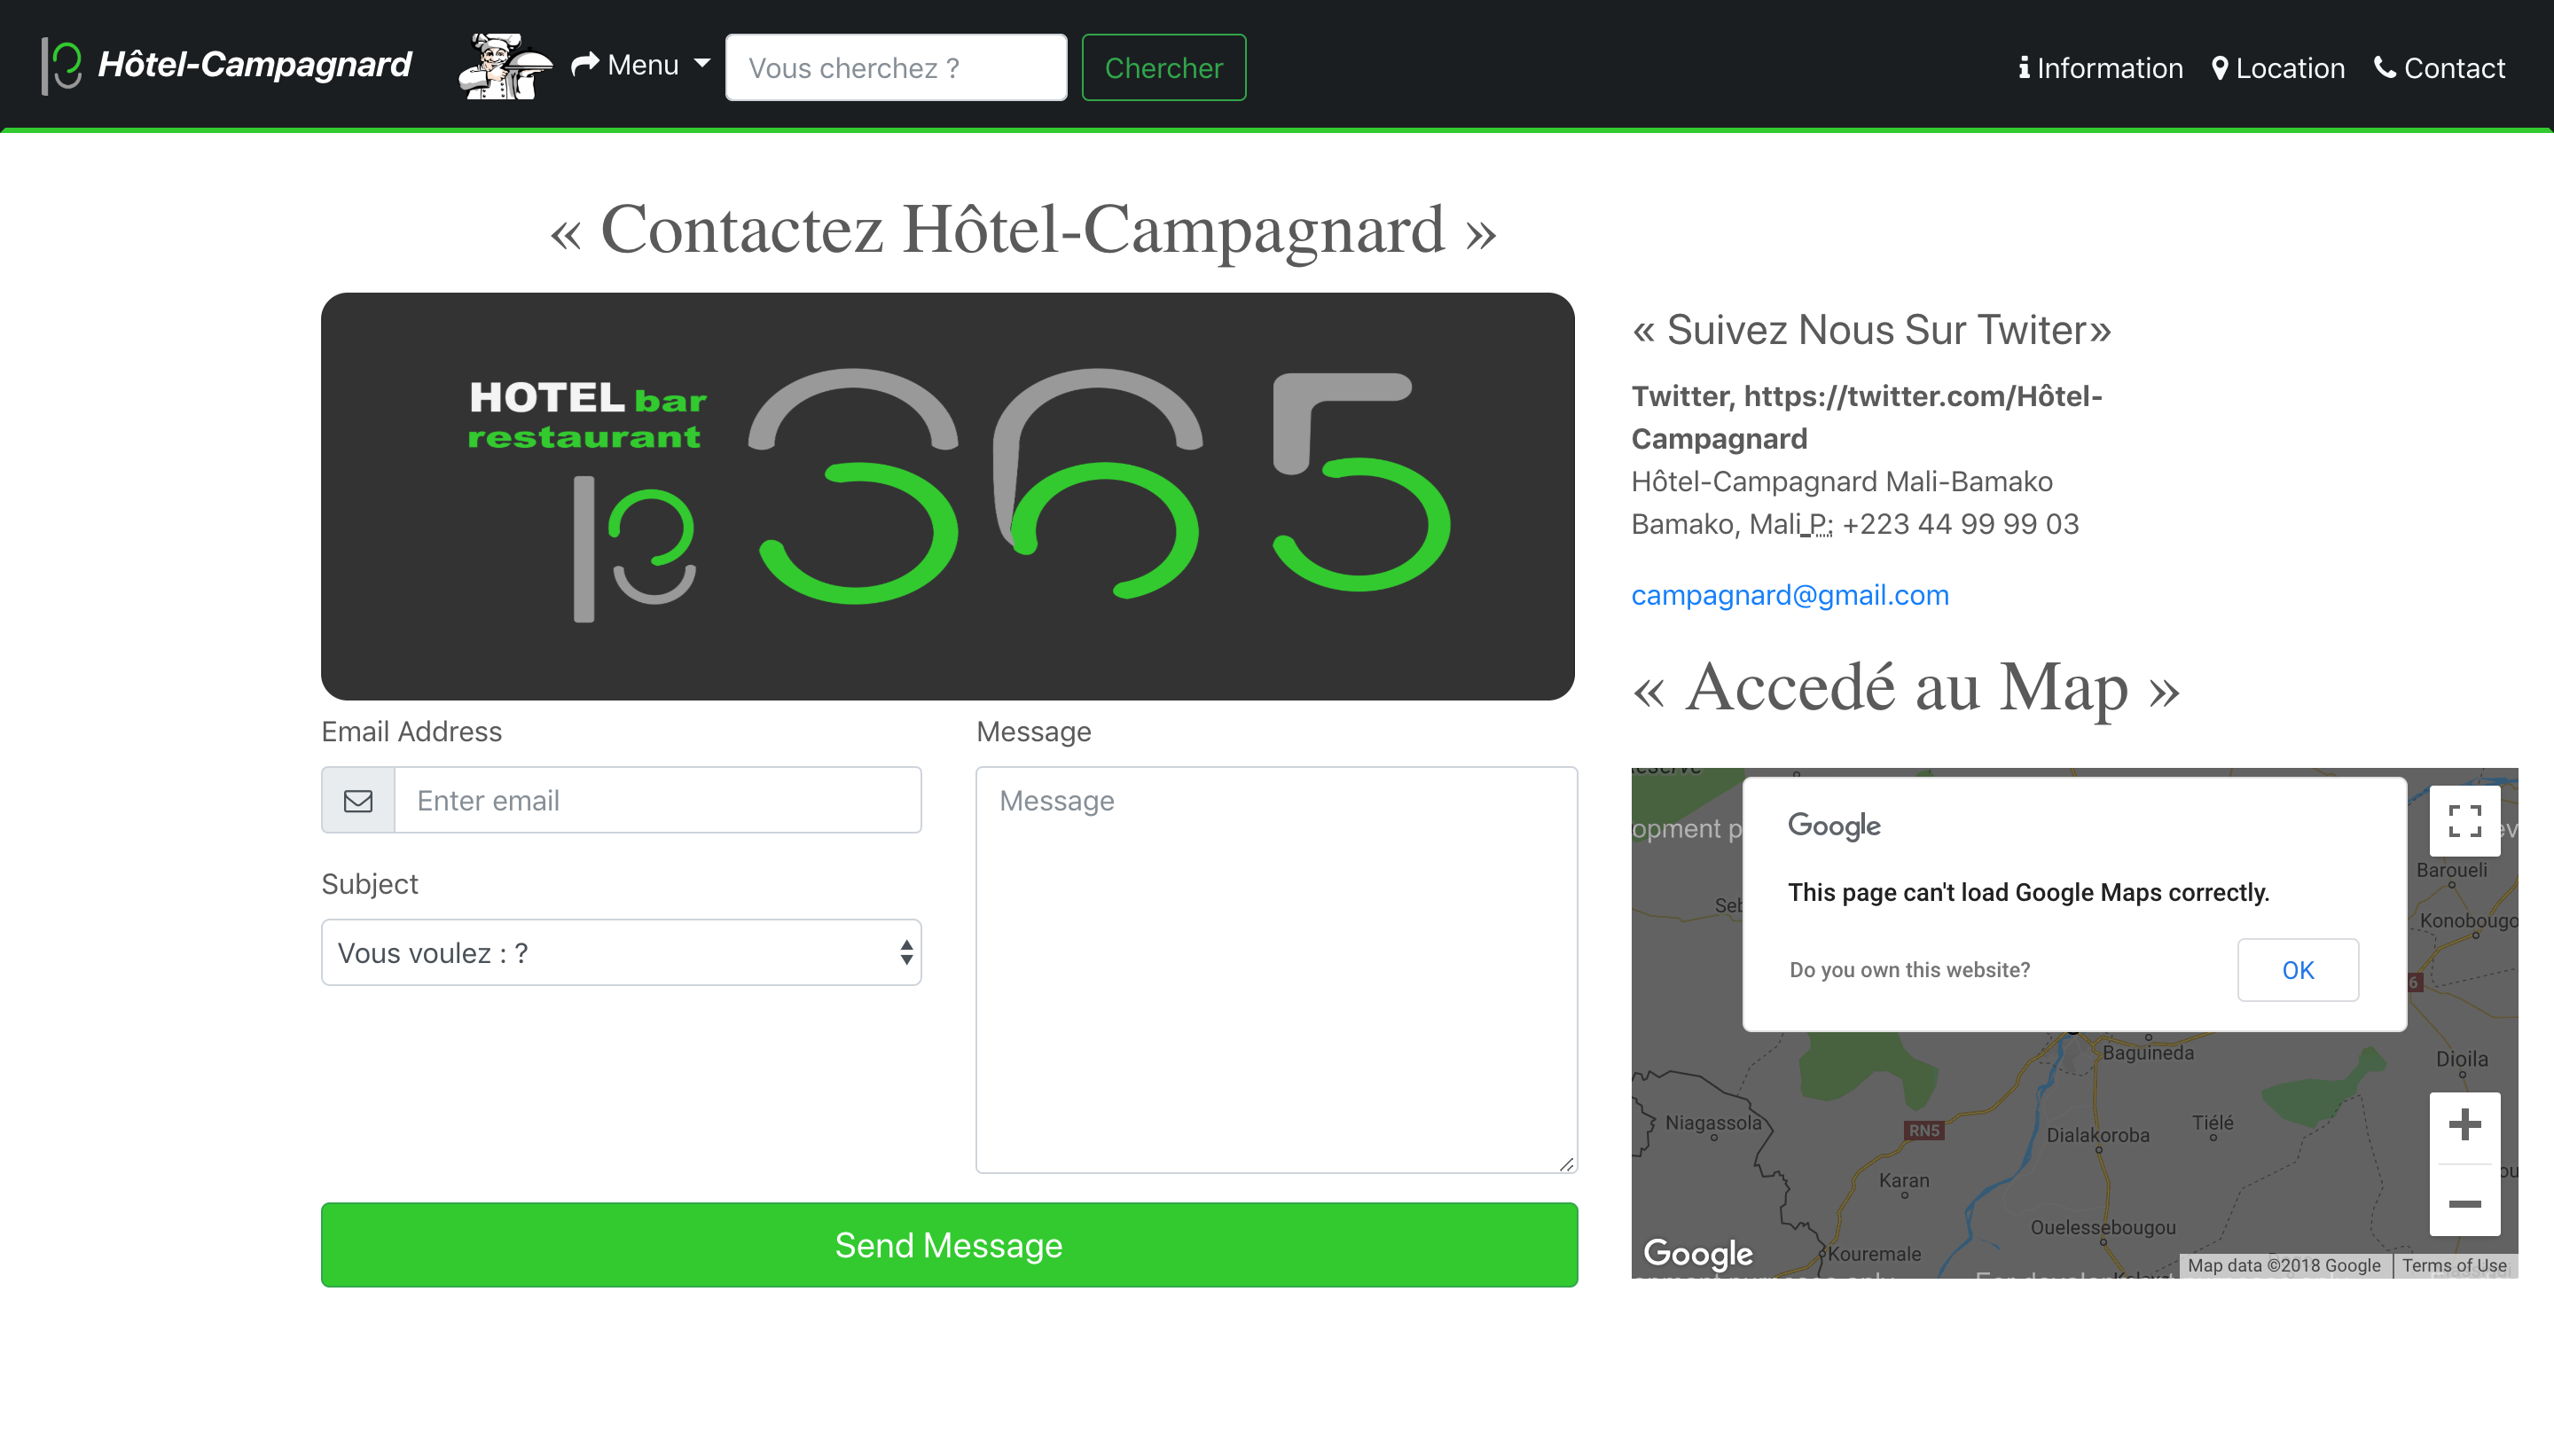 Hôtel-Campagnard
Menu
Vous cherchez ?
Chercher
Information
Location
Contact
« Contactez Hôtel-Campagnard »
HOTEL bar
restaurant
365
« Suivez Nous Sur Twiter»
Twitter, https://twitter.com/Hôtel-
Campagnard
Hôtel-Campagnard Mali-Bamako
Bamako, Mali P: +223 44 99 99 03
campagnard@gmail.com
« Accedé au Map »
Email Address
Enter email
Subject
Vous voulez : ?
Message
Message
Send Message
opment p
Google
This page can't load Google Maps correctly.
Do you own this website?
OK
Baroueli
Seb
Konobougo
6
Baguineda
Dioila
Niagassola
RN5
Dialakoroba
Tiélé
Karan
Ouelessebougou
Kouremale
Google
Map data ©2018 Google
Terms of Use